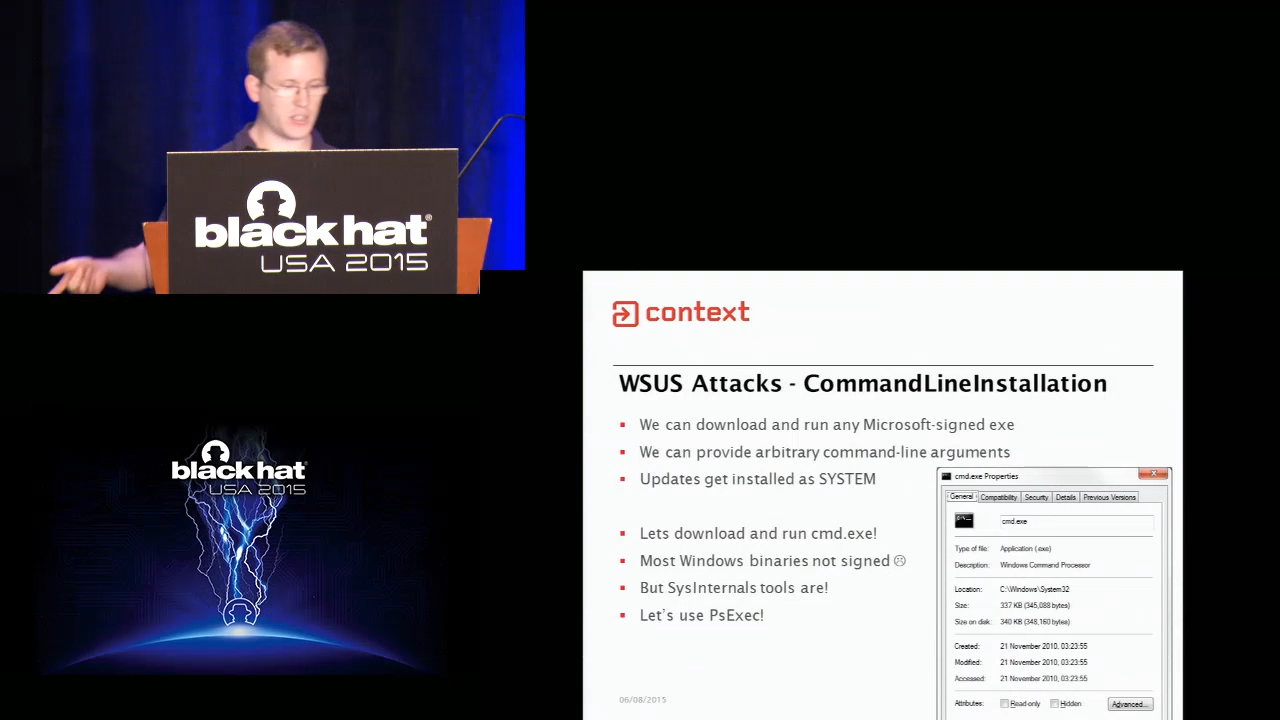 black hat®
USA 2015
black hat
USA 2015
context
WSUS Attacks - CommandLineInstallation
We can download and run any Microsoft-signed exe
We can provide arbitrary command-line arguments
Updates get installed as SYSTEM
Lets download and run cmd.exe!
Most Windows binaries not signed ☹
But SysInternals tools are!
Let's use PsExec!
06/08/2015
cmd.exe Properties
General Compatibility Security Details Previous Versions
cmd.exe
Type of file: Application (.exe)
Description: Windows Command Processor
Location: C:\Windows\System32
Size: 337 KB (345,088 bytes)
Size on disk: 340 KB (348,160 bytes)
Created: 21 November 2010, 03:23:55
Modified: 21 November 2010, 03:23:55
Accessed: 21 November 2010, 03:23:55
Attributes: Read-only Hidden Advanced...